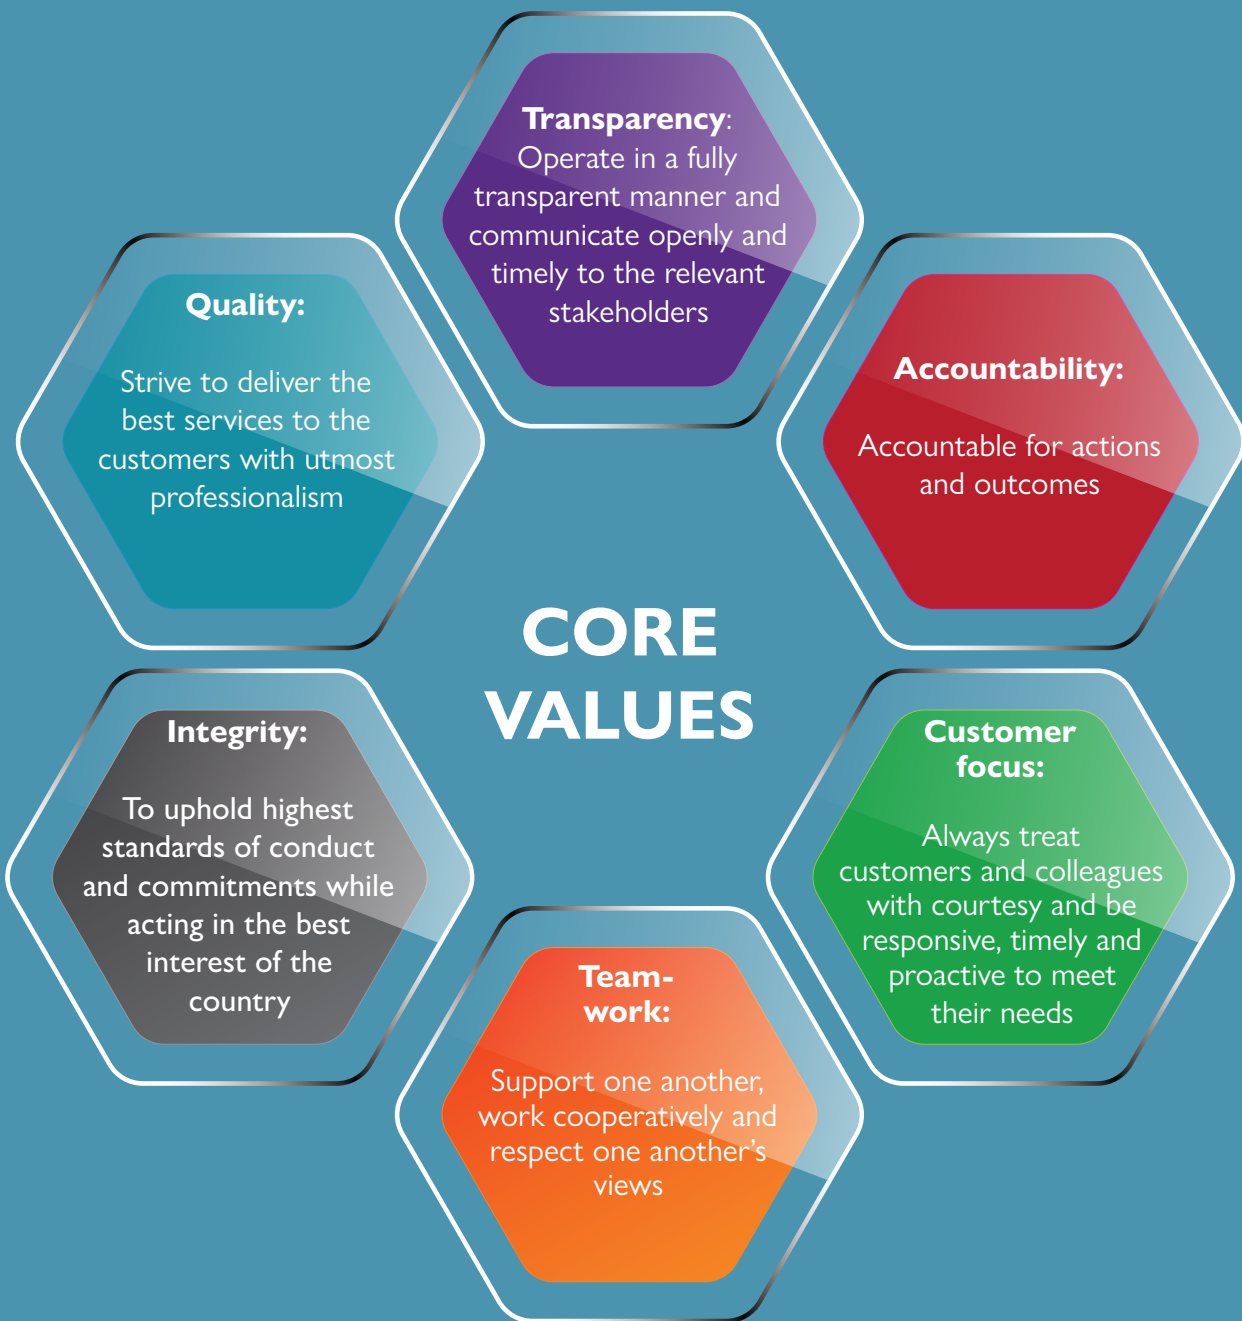 Transparency:
Operate in a fully
transparent manner and
communicate openly and
timely to the relevant
stakeholders
Quality:
Strive to deliver the
best services to the
customers with utmost
professionalism
Accountability:
Accountable for actions
and outcomes
CORE
VALUES
Integrity:
To uphold highest
standards of conduct
and commitments while
acting in the best
interest of the
country
Customer
focus:
Always treat
customers and colleagues
with courtesy and be
responsive, timely and
proactive to meet
their needs
Team-
work:
Support one another,
work cooperatively and
respect one another’s
views